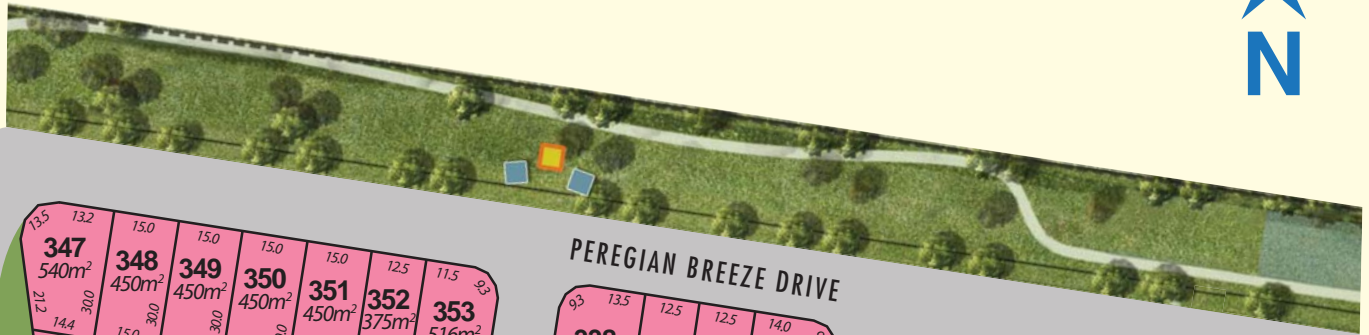 N
PEREGIAN BREEZE DRIVE
13.5 13.2 15.0 15.0 15.0 15.0 12.5 11.5 9.3
347 348 349 350 351 352 353
540m² 450m² 450m² 450m² 450m² 375m² 516m²
21.2 30.0 30.0 30.0
14.4 15.0
9.3 13.5 12.5 12.5 14.0